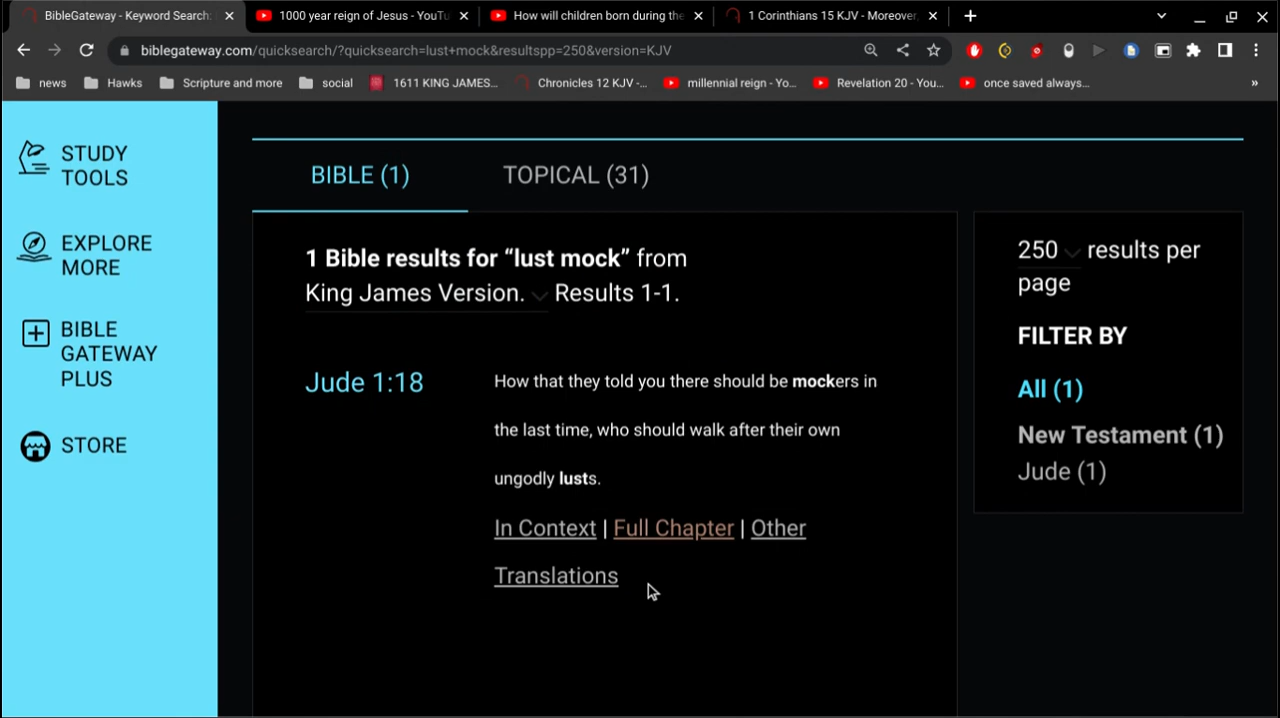 BibleGateway - Keyword Search:
1000 year reign of Jesus - YouTu
How will children born during the
1 Corinthians 15 KJV - Moreover,
biblegateway.com/quicksearch/?quicksearch=lust+mock&resultspp=250&version=KJV
news
Hawks
Scripture and more
social
1611 KING JAMES...
Chronicles 12 KJV -...
millennial reign - Yo...
Revelation 20 - You...
once saved always...
»
STUDY
TOOLS
EXPLORE
MORE
BIBLE
GATEWAY
PLUS
STORE
BIBLE (1)
TOPICAL (31)
1 Bible results for “lust mock” from
King James Version. Results 1-1.
Jude 1:18
How that they told you there should be mockers in
the last time, who should walk after their own
ungodly lusts.
In Context | Full Chapter | Other
Translations
250 results per
page
FILTER BY
All (1)
New Testament (1)
Jude (1)